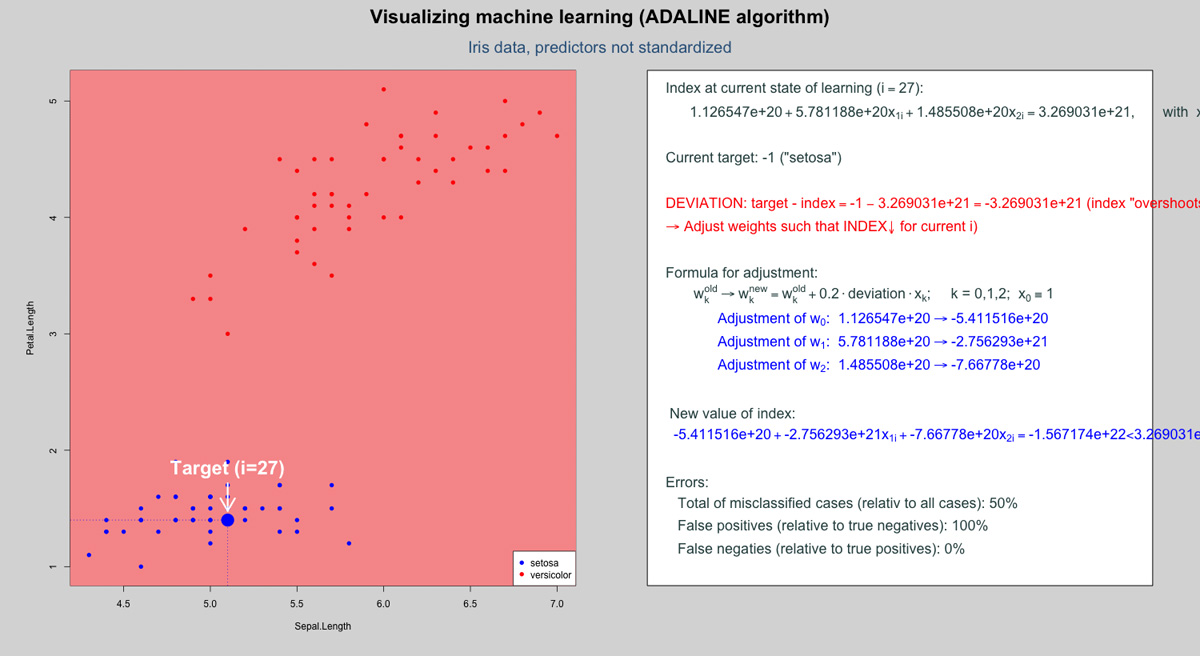 Visualizing machine learning (ADALINE algorithm)
Iris data, predictors not standardized
5
4
3
2
1
Petal.Length
4.5 5.0 5.5 6.0 6.5 7.0
Sepal.Length
Target (i=27)
setosa
versicolor
Index at current state of learning (i = 27):
1.126547e+20 + 5.781188e+20x1i + 1.485508e+20x2i = 3.269031e+21, with x
Current target: -1 ("setosa")
DEVIATION: target - index = -1 − 3.269031e+21 = -3.269031e+21 (index "overshoots
→ Adjust weights such that INDEX↓ for current i)
Formula for adjustment:
wk^old → wk^new = wk^old + 0.2 · deviation · xk; k = 0,1,2; x0 ≡ 1
Adjustment of w0: 1.126547e+20 → -5.411516e+20
Adjustment of w1: 5.781188e+20 → -2.756293e+21
Adjustment of w2: 1.485508e+20 → -7.66778e+20
New value of index:
-5.411516e+20 + -2.756293e+21x1i + -7.66778e+20x2i = -1.567174e+22<3.269031e
Errors:
Total of misclassified cases (relativ to all cases): 50%
False positives (relative to true negatives): 100%
False negaties (relative to true positives): 0%